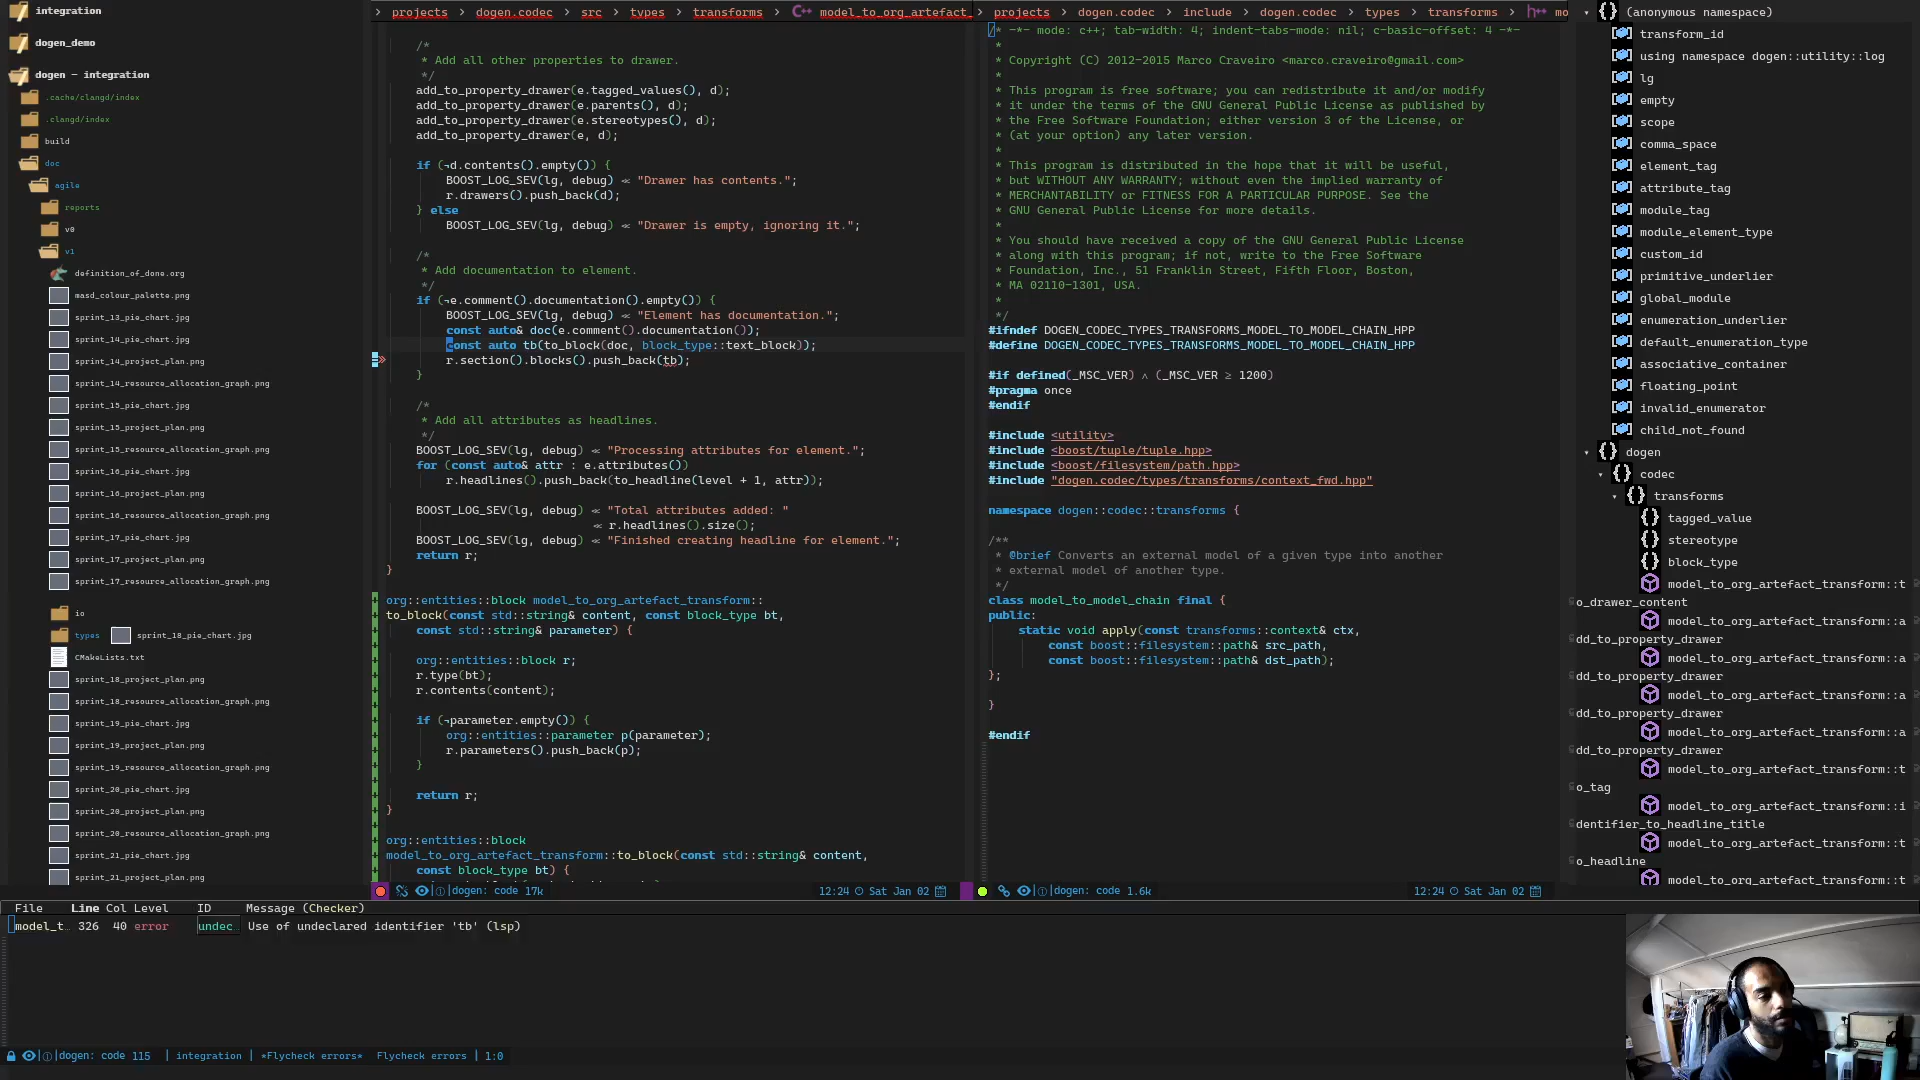 integration
dogen_demo
dogen – integration
.cache/clangd/index
.clangd/index
build
doc
agile
reports
v0
v1
definition_of_done.org
masd_colour_palette.png
sprint_13_pie_chart.jpg
sprint_14_pie_chart.jpg
sprint_14_project_plan.png
sprint_14_resource_allocation_graph.png
sprint_15_pie_chart.jpg
sprint_15_project_plan.png
sprint_15_resource_allocation_graph.png
sprint_16_pie_chart.jpg
sprint_16_project_plan.png
sprint_16_resource_allocation_graph.png
sprint_17_pie_chart.jpg
sprint_17_project_plan.png
sprint_17_resource_allocation_graph.png
io
types sprint_18_pie_chart.jpg
CMakeLists.txt
sprint_18_project_plan.png
sprint_18_resource_allocation_graph.png
sprint_19_pie_chart.jpg
sprint_19_project_plan.png
sprint_19_resource_allocation_graph.png
sprint_20_pie_chart.jpg
sprint_20_project_plan.png
sprint_20_resource_allocation_graph.png
sprint_21_pie_chart.jpg
sprint_21_project_plan.png
> projects > dogen.codec > src > types > transforms > C++ model_to_org_artefact_
/*
* Add all other properties to drawer.
*/
add_to_property_drawer(e.tagged_values(), d);
add_to_property_drawer(e.parents(), d);
add_to_property_drawer(e.stereotypes(), d);
add_to_property_drawer(e, d);
if (¬d.contents().empty()) {
BOOST_LOG_SEV(lg, debug) ≪ "Drawer has contents.";
r.drawers().push_back(d);
} else
BOOST_LOG_SEV(lg, debug) ≪ "Drawer is empty, ignoring it.";
/*
* Add documentation to element.
*/
if (¬e.comment().documentation().empty()) {
BOOST_LOG_SEV(lg, debug) ≪ "Element has documentation.";
const auto& doc(e.comment().documentation());
const auto tb(to_block(doc, block_type::text_block));
r.section().blocks().push_back(tb);
}
/*
* Add all attributes as headlines.
*/
BOOST_LOG_SEV(lg, debug) ≪ "Processing attributes for element.";
for (const auto& attr : e.attributes())
r.headlines().push_back(to_headline(level + 1, attr));
BOOST_LOG_SEV(lg, debug) ≪ "Total attributes added: "
≪ r.headlines().size();
BOOST_LOG_SEV(lg, debug) ≪ "Finished creating headline for element.";
return r;
}
org::entities::block model_to_org_artefact_transform::
to_block(const std::string& content, const block_type bt,
const std::string& parameter) {
org::entities::block r;
r.type(bt);
r.contents(content);
if (¬parameter.empty()) {
org::entities::parameter p(parameter);
r.parameters().push_back(p);
}
return r;
}
org::entities::block
model_to_org_artefact_transform::to_block(const std::string& content,
const block_type bt) {
dogen: code 17k 12:24 Sat Jan 02
> projects > dogen.codec > include > dogen.codec > types > transforms > h++ mo
/* -*- mode: c++; tab-width: 4; indent-tabs-mode: nil; c-basic-offset: 4 -*-
*
* Copyright (C) 2012-2015 Marco Craveiro <marco.craveiro@gmail.com>
*
* This program is free software; you can redistribute it and/or modify
* it under the terms of the GNU General Public License as published by
* the Free Software Foundation; either version 3 of the License, or
* (at your option) any later version.
*
* This program is distributed in the hope that it will be useful,
* but WITHOUT ANY WARRANTY; without even the implied warranty of
* MERCHANTABILITY or FITNESS FOR A PARTICULAR PURPOSE. See the
* GNU General Public License for more details.
*
* You should have received a copy of the GNU General Public License
* along with this program; if not, write to the Free Software
* Foundation, Inc., 51 Franklin Street, Fifth Floor, Boston,
* MA 02110-1301, USA.
*
*/
#ifndef DOGEN_CODEC_TYPES_TRANSFORMS_MODEL_TO_MODEL_CHAIN_HPP
#define DOGEN_CODEC_TYPES_TRANSFORMS_MODEL_TO_MODEL_CHAIN_HPP
#if defined(_MSC_VER) ∧ (_MSC_VER ≥ 1200)
#pragma once
#endif
#include <utility>
#include <boost/tuple/tuple.hpp>
#include <boost/filesystem/path.hpp>
#include "dogen.codec/types/transforms/context_fwd.hpp"
namespace dogen::codec::transforms {
/**
* @brief Converts an external model of a given type into another
* external model of another type.
*/
class model_to_model_chain final {
public:
static void apply(const transforms::context& ctx,
const boost::filesystem::path& src_path,
const boost::filesystem::path& dst_path);
};
}
#endif
dogen: code 1.6k 12:24 Sat Jan 02
{} (anonymous namespace)
transform_id
using namespace dogen::utility::log
lg
empty
scope
comma_space
element_tag
attribute_tag
module_tag
module_element_type
custom_id
primitive_underlier
global_module
enumeration_underlier
default_enumeration_type
associative_container
floating_point
invalid_enumerator
child_not_found
{} dogen
{} codec
{} transforms
{} tagged_value
{} stereotype
{} block_type
model_to_org_artefact_transform::t
o_drawer_content
model_to_org_artefact_transform::a
dd_to_property_drawer
model_to_org_artefact_transform::a
dd_to_property_drawer
model_to_org_artefact_transform::a
dd_to_property_drawer
model_to_org_artefact_transform::a
dd_to_property_drawer
model_to_org_artefact_transform::t
o_tag
model_to_org_artefact_transform::i
dentifier_to_headline_title
model_to_org_artefact_transform::t
o_headline
model_to_org_artefact_transform::t
File Line Col Level ID Message (Checker)
model_t… 326 40 error undec… Use of undeclared identifier 'tb' (lsp)
dogen: code 115 | integration | *Flycheck errors* Flycheck errors | 1:0